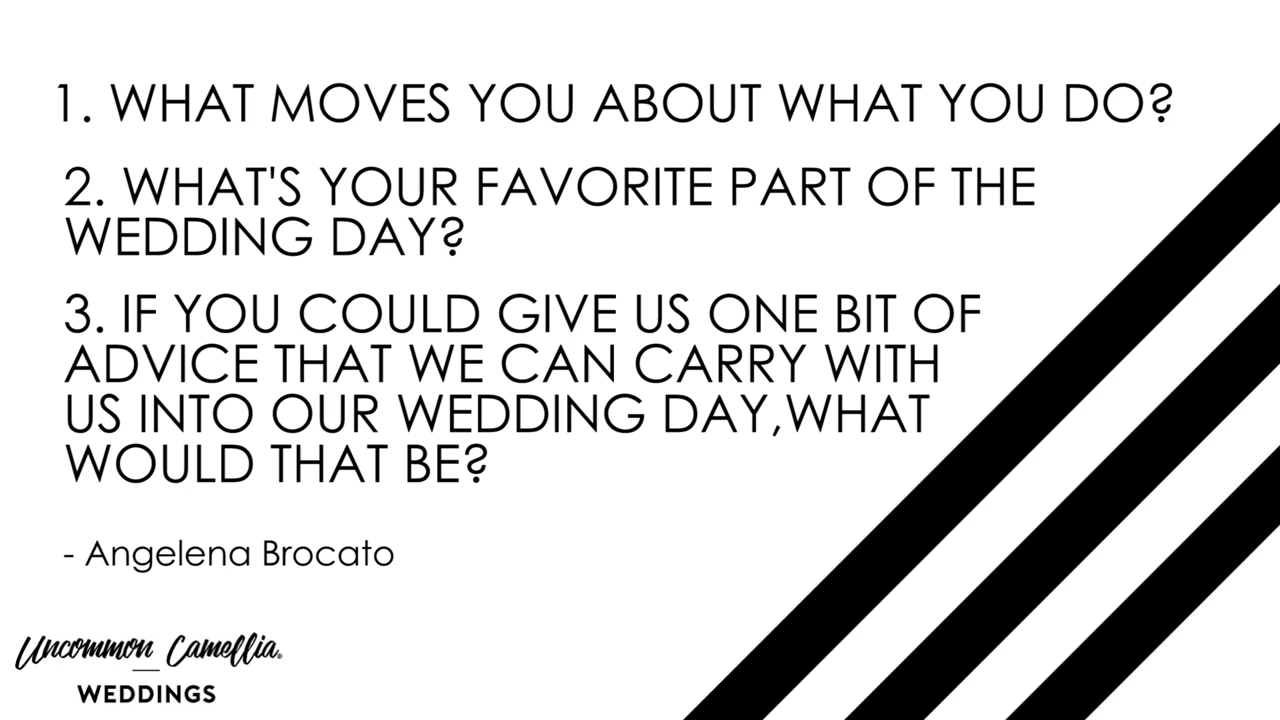 1. WHAT MOVES YOU ABOUT WHAT YOU DO?
2. WHAT'S YOUR FAVORITE PART OF THE
WEDDING DAY?
3. IF YOU COULD GIVE US ONE BIT OF
ADVICE THAT WE CAN CARRY WITH
US INTO OUR WEDDING DAY,WHAT
WOULD THAT BE?
- Angelena Brocato
Uncommon Camellia®
WEDDINGS